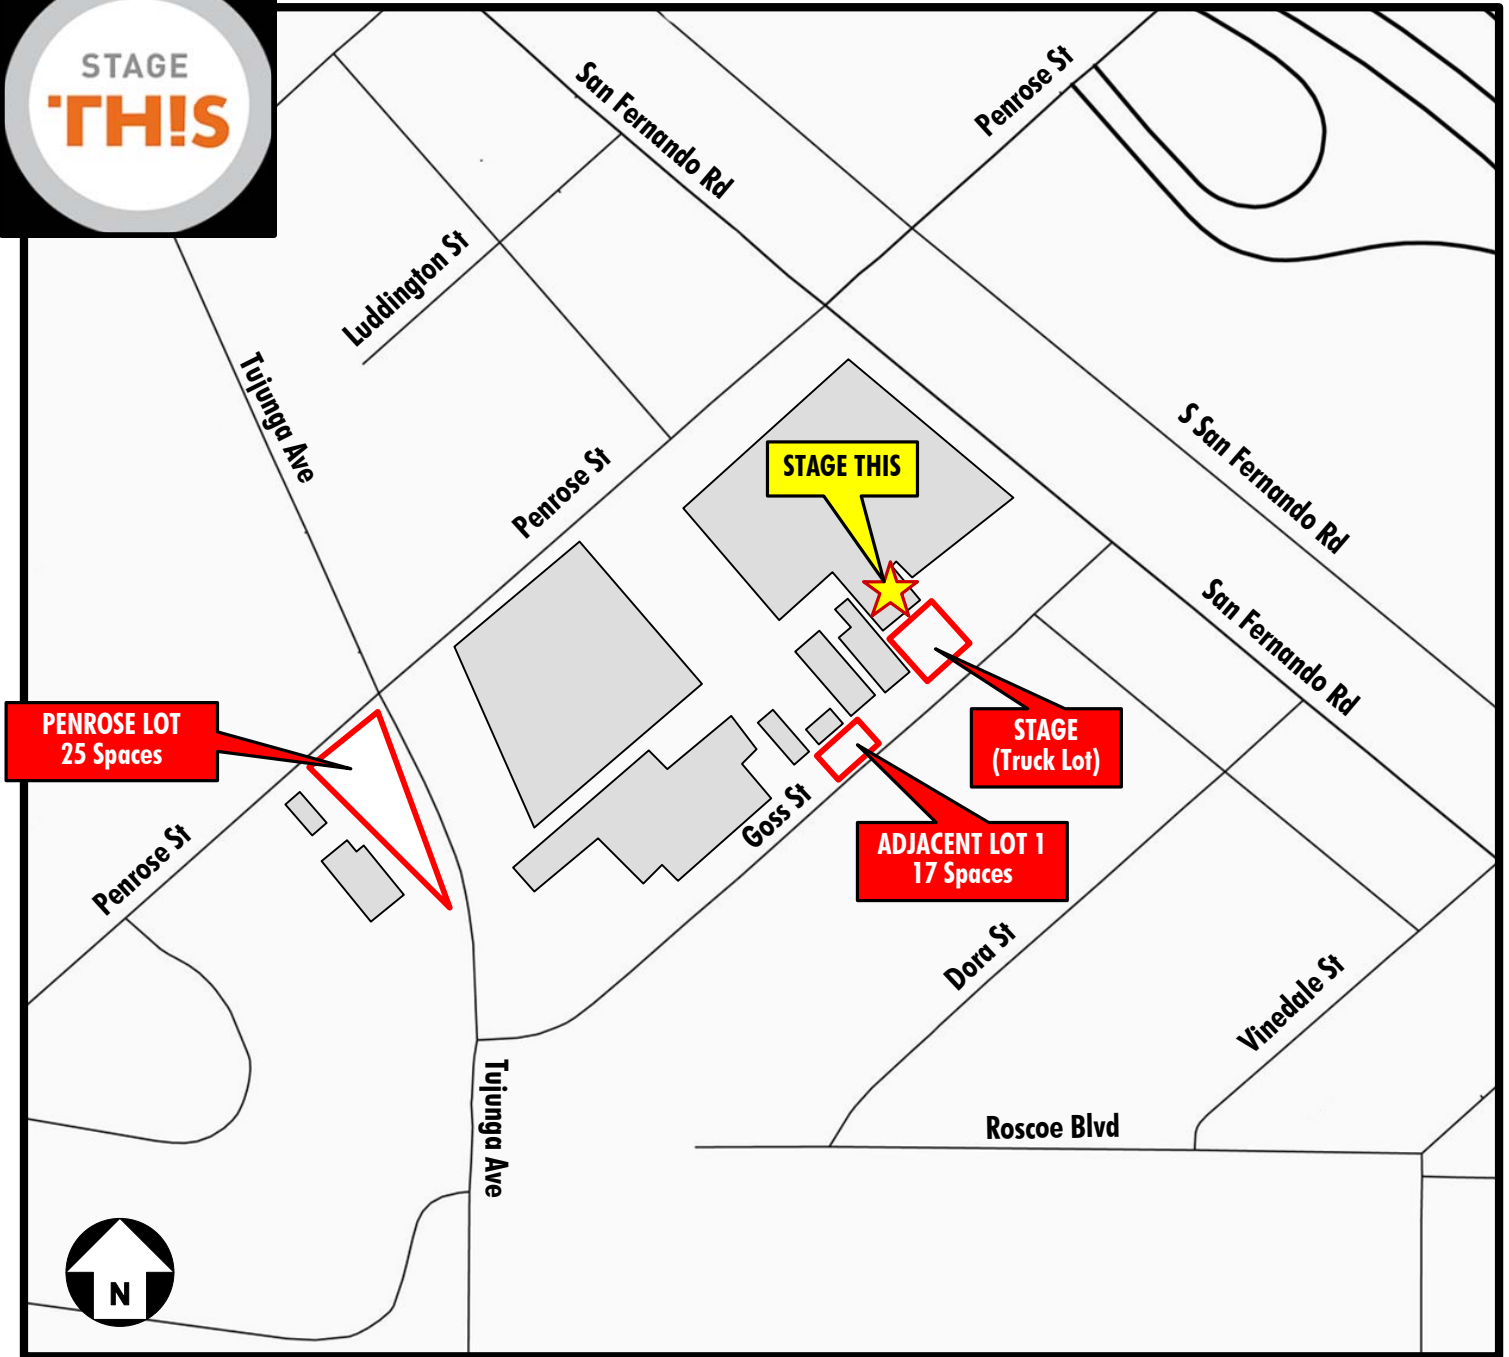 STAGE
TH!S
San Fernando Rd
Penrose St
Luddington St
Tujunga Ave
S San Fernando Rd
Penrose St
STAGE THIS
San Fernando Rd
PENROSE LOT
25 Spaces
STAGE
(Truck Lot)
Goss St
ADJACENT LOT 1
17 Spaces
Penrose St
Dora St
Vinedale St
Tujunga Ave
Roscoe Blvd
N